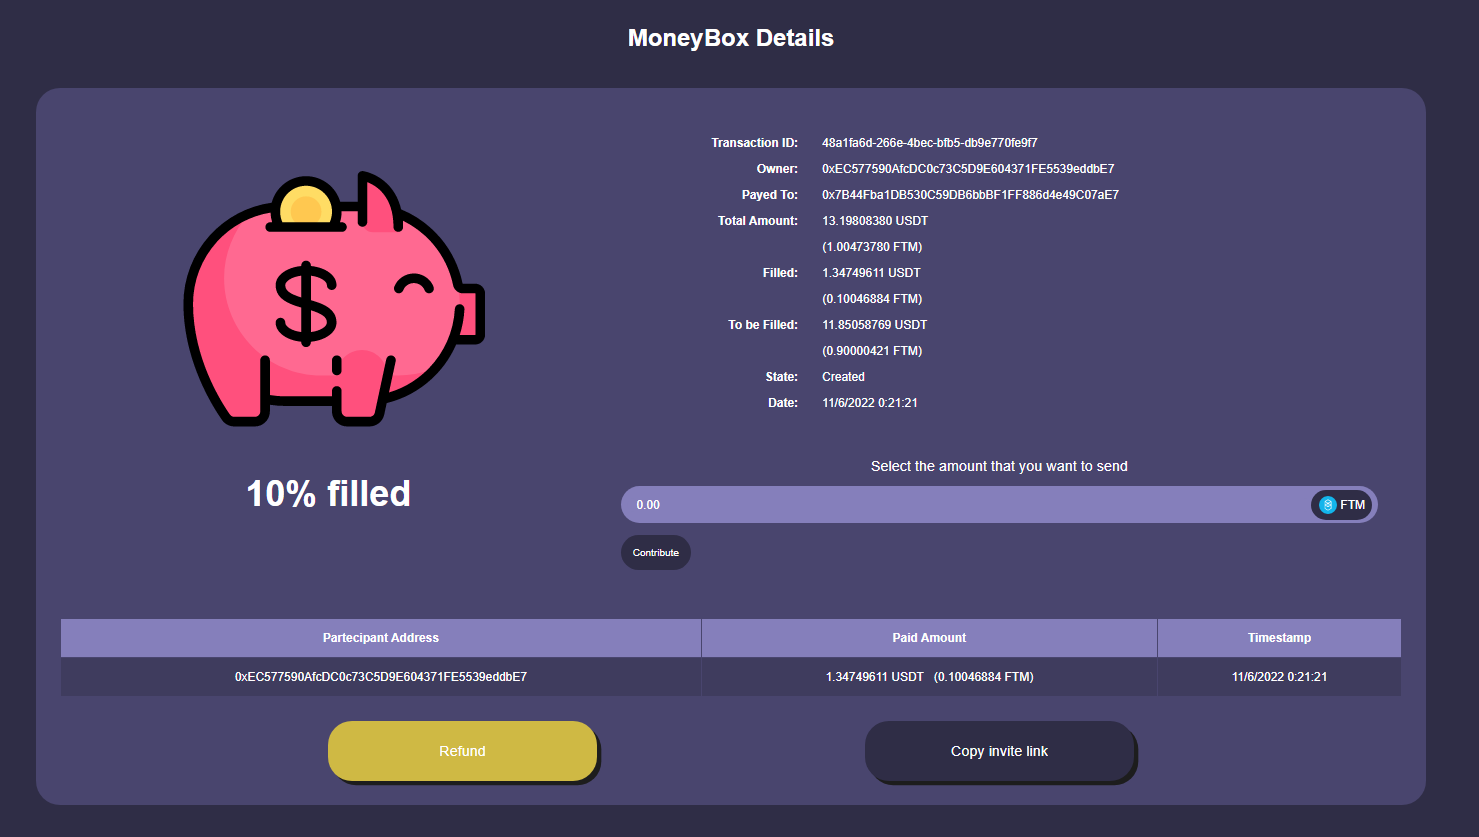 MoneyBox Details
Transaction ID: 48a1fa6d-266e-4bec-bfb5-db9e770fe9f7
Owner: 0xEC577590AfcDC0c73C5D9E604371FE5539eddbE7
Payed To: 0x7B44Fba1DB530C59DB6bbBF1FF886d4e49C07aE7
Total Amount: 13.19808380 USDT
(1.00473780 FTM)
Filled: 1.34749611 USDT
(0.10046884 FTM)
To be Filled: 11.85058769 USDT
(0.90000421 FTM)
State: Created
Date: 11/6/2022 0:21:21
$
10% filled
Select the amount that you want to send
0.00 FTM
Contribute
Partecipant Address Paid Amount Timestamp
0xEC577590AfcDC0c73C5D9E604371FE5539eddbE7 1.34749611 USDT (0.10046884 FTM) 11/6/2022 0:21:21
Refund Copy invite link